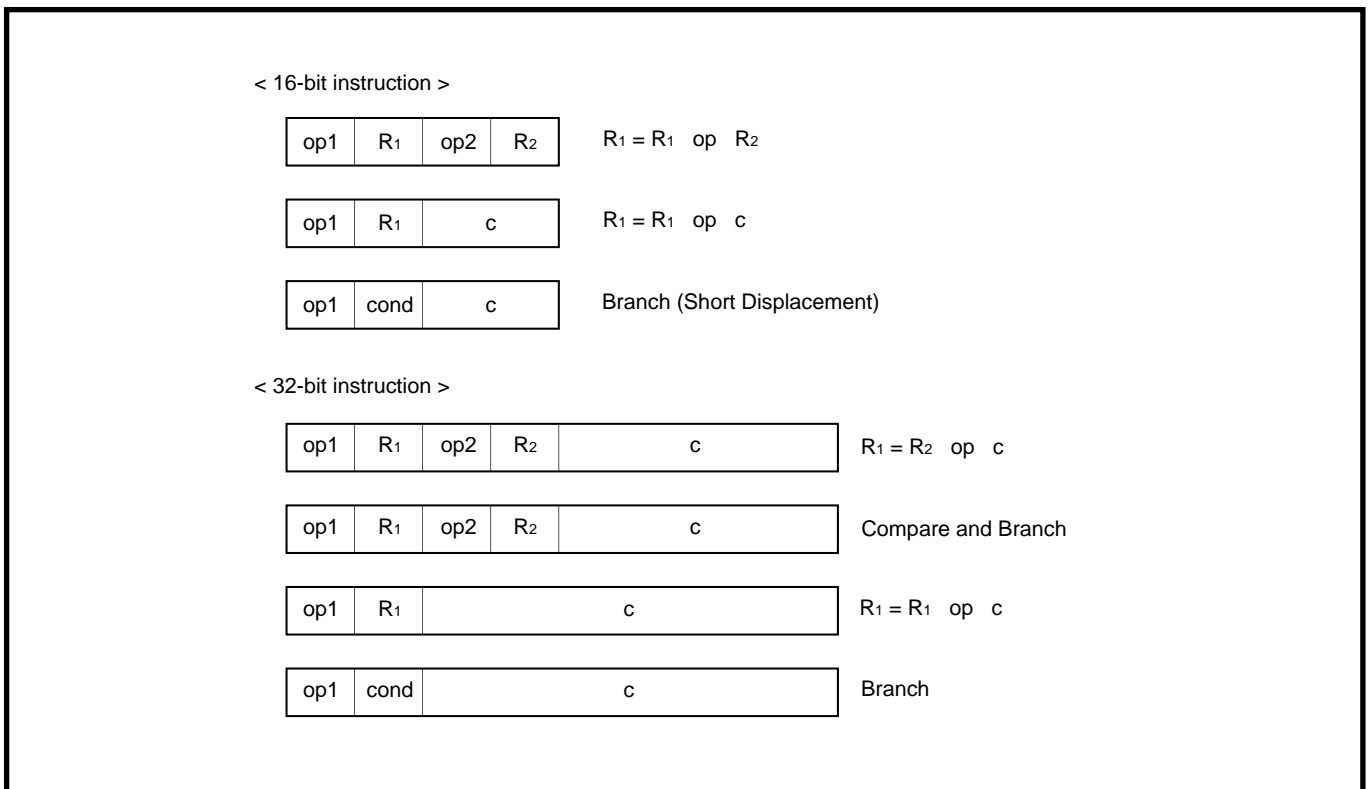 < 16-bit instruction >
op1 R1 op2 R2 R1 = R1 op R2
op1 R1 c R1 = R1 op c
op1 cond c Branch (Short Displacement)
< 32-bit instruction >
op1 R1 op2 R2 c R1 = R2 op c
op1 R1 op2 R2 c Compare and Branch
op1 R1 c R1 = R1 op c
op1 cond c Branch